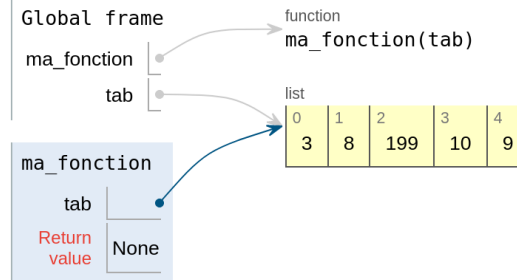 Global frame
ma_fonction
tab
function
ma_fonction(tab)
list
0 1 2 3 4
3 8 199 10 9
ma_fonction
tab
Return
value
None